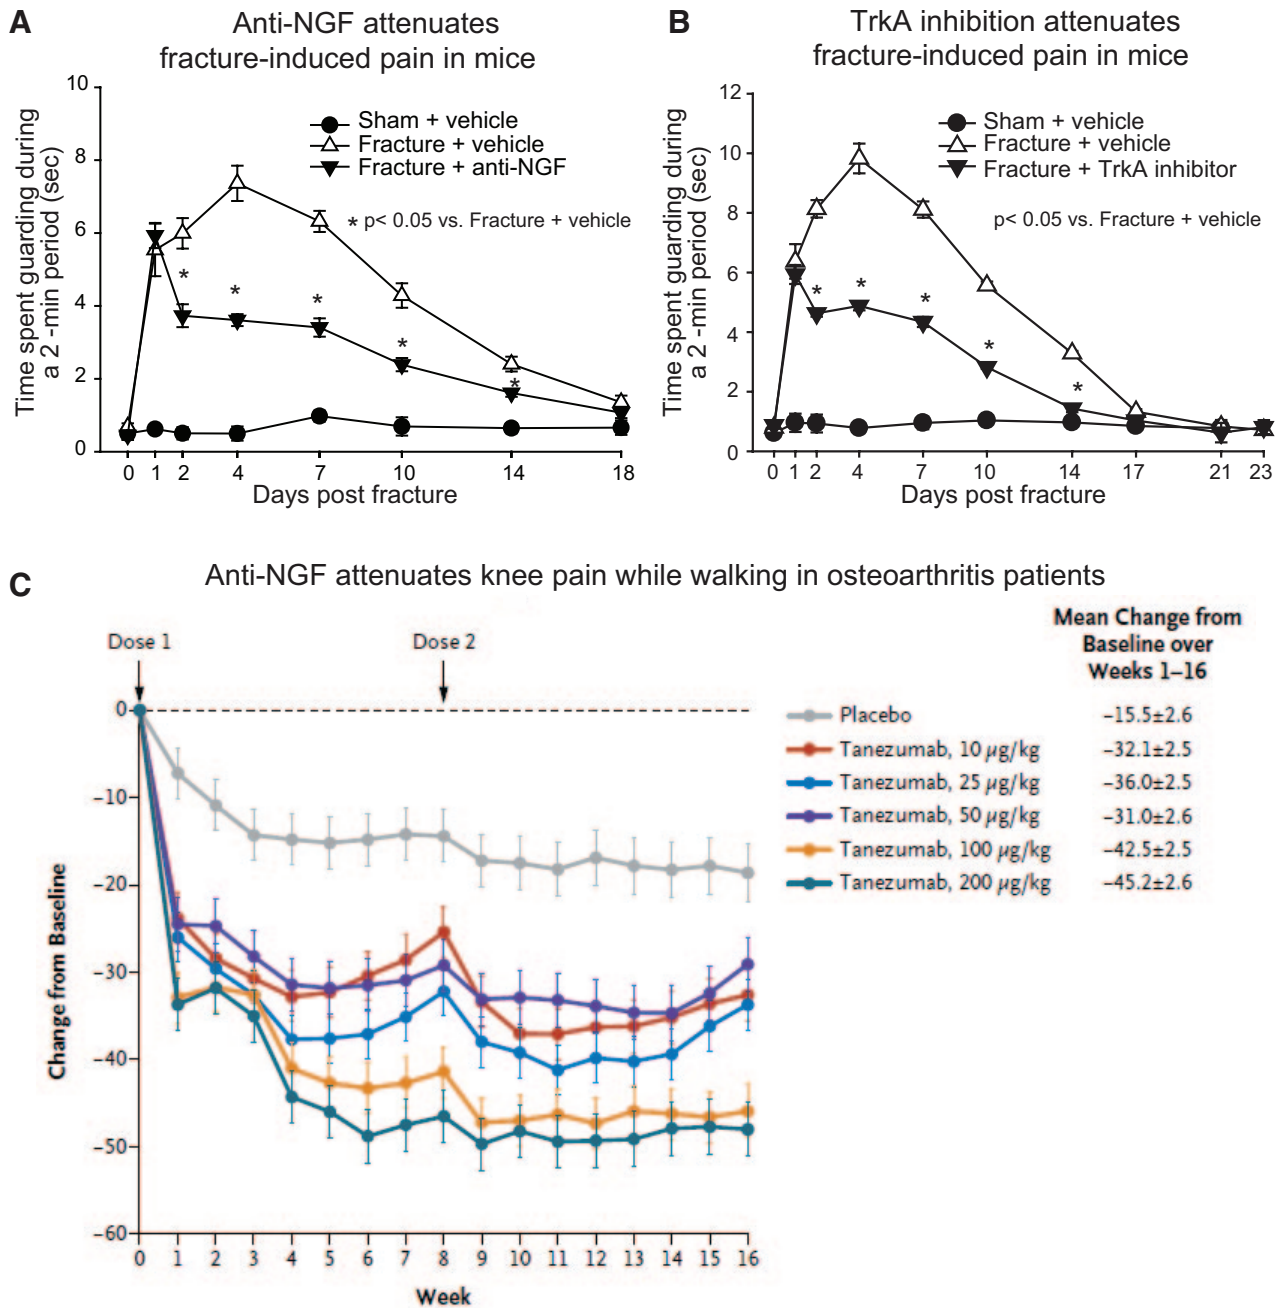 A
Anti-NGF attenuates
fracture-induced pain in mice
Time spent guarding during
a 2 -min period (sec)
10
8
6
4
2
0
Sham + vehicle
Fracture + vehicle
Fracture + anti-NGF
* p< 0.05 vs. Fracture + vehicle
*
*
*
*
*
0 1 2 4 7 10 14 18
Days post fracture
B
TrkA inhibition attenuates
fracture-induced pain in mice
Time spent guarding during
a 2 -min period (sec)
12
10
8
6
4
2
0
Sham + vehicle
Fracture + vehicle
Fracture + TrkA inhibitor
p< 0.05 vs. Fracture + vehicle
*
*
*
*
*
0 1 2 4 7 10 14 17 21 23
Days post fracture
C
Anti-NGF attenuates knee pain while walking in osteoarthritis patients
Dose 1
Dose 2
Change from Baseline
0
–10
–20
–30
–40
–50
–60
0 1 2 3 4 5 6 7 8 9 10 11 12 13 14 15 16
Week
Mean Change from
Baseline over
Weeks 1–16
Placebo –15.5±2.6
Tanezumab, 10 µg/kg –32.1±2.5
Tanezumab, 25 µg/kg –36.0±2.5
Tanezumab, 50 µg/kg –31.0±2.6
Tanezumab, 100 µg/kg –42.5±2.5
Tanezumab, 200 µg/kg –45.2±2.6